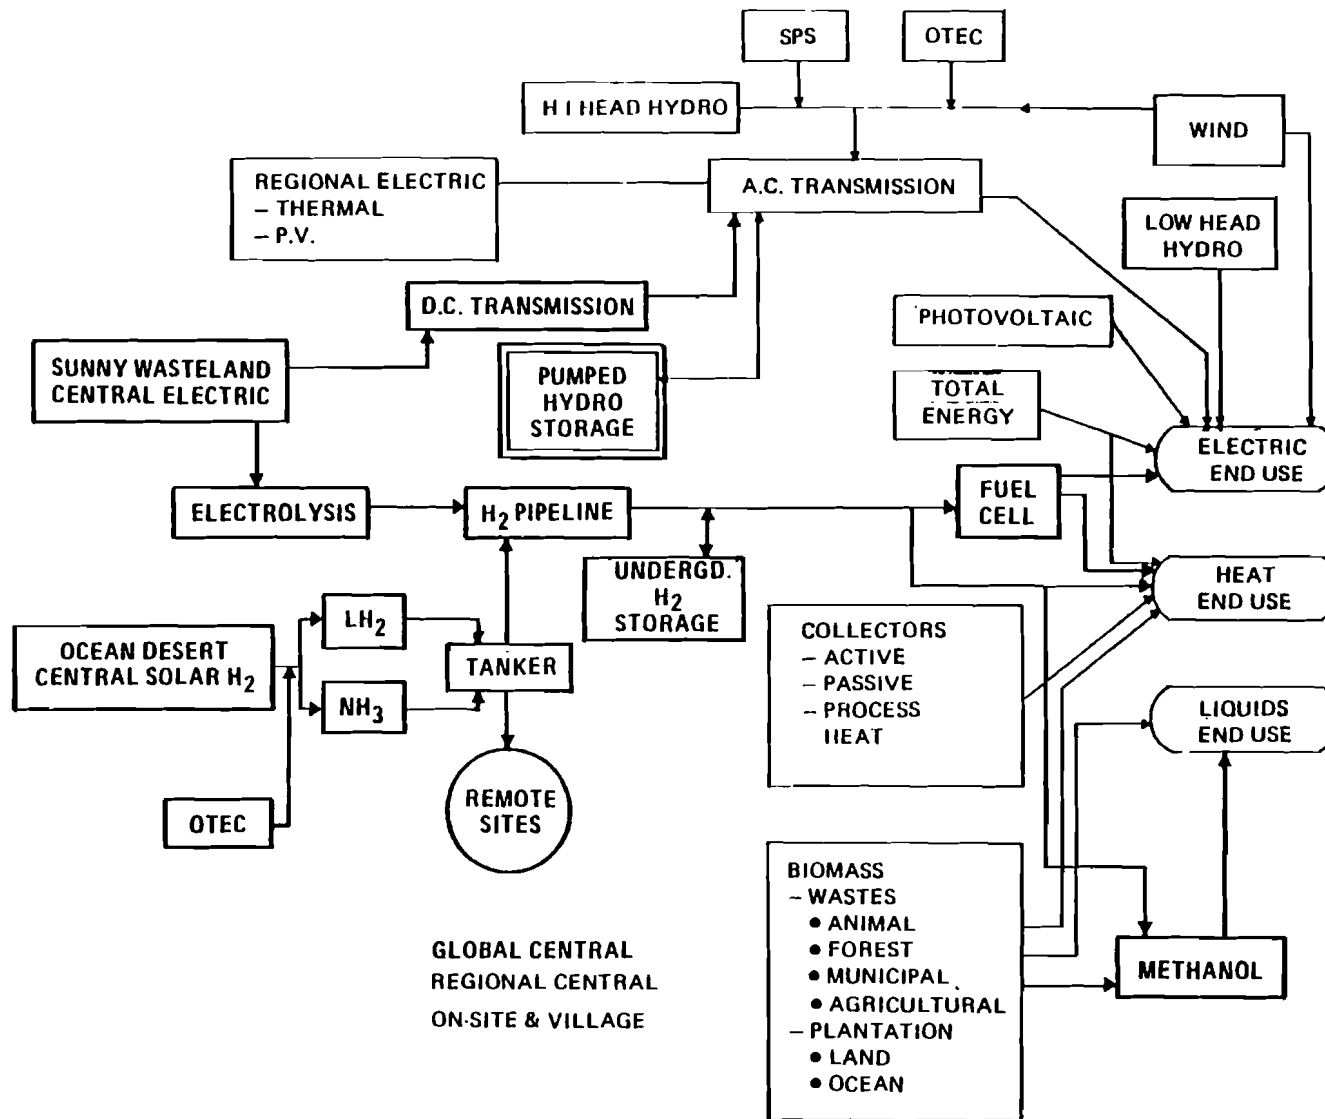 SPS
OTEC
HI HEAD HYDRO
WIND
REGIONAL ELECTRIC
– THERMAL
– P.V.
A.C. TRANSMISSION
LOW HEAD
HYDRO
D.C. TRANSMISSION
PHOTOVOLTAIC
SUNNY WASTELAND
CENTRAL ELECTRIC
PUMPED
HYDRO
STORAGE
TOTAL
ENERGY
ELECTRIC
END USE
ELECTROLYSIS
H2 PIPELINE
FUEL
CELL
UNDERGD.
H2
STORAGE
HEAT
END USE
OCEAN DESERT
CENTRAL SOLAR H2
LH2
NH3
TANKER
COLLECTORS
– ACTIVE
– PASSIVE
– PROCESS
HEAT
LIQUIDS
END USE
OTEC
REMOTE
SITES
BIOMASS
– WASTES
● ANIMAL
● FOREST
● MUNICIPAL
● AGRICULTURAL
– PLANTATION
● LAND
● OCEAN
METHANOL
GLOBAL CENTRAL
REGIONAL CENTRAL
ON-SITE & VILLAGE